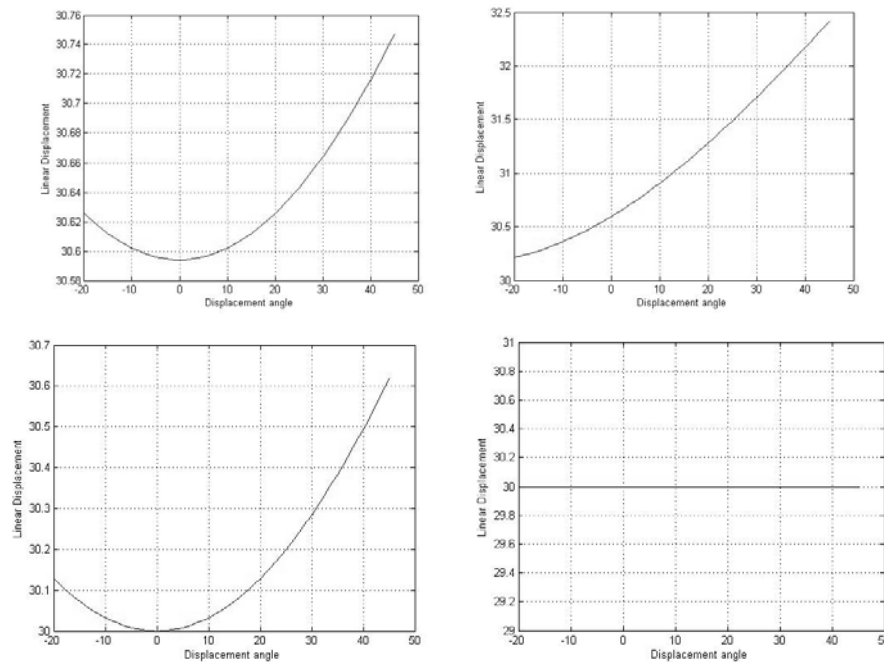 30.76
30.74
30.72
30.7
30.68
30.66
30.64
30.62
30.6
30.58
Linear Displacement
-20 -10 0 10 20 30 40 50
Displacement angle
32.5
32
31.5
31
30.5
30
Linear Displacement
-20 -10 0 10 20 30 40 50
Displacement angle
30.7
30.6
30.5
30.4
30.3
30.2
30.1
30
Linear Displacement
-20 -10 0 10 20 30 40 50
Displacement angle
31
30.8
30.6
30.4
30.2
30
29.8
29.6
29.4
29.2
29
Linear Displacement
-20 -10 0 10 20 30 40 50
Displacement angle